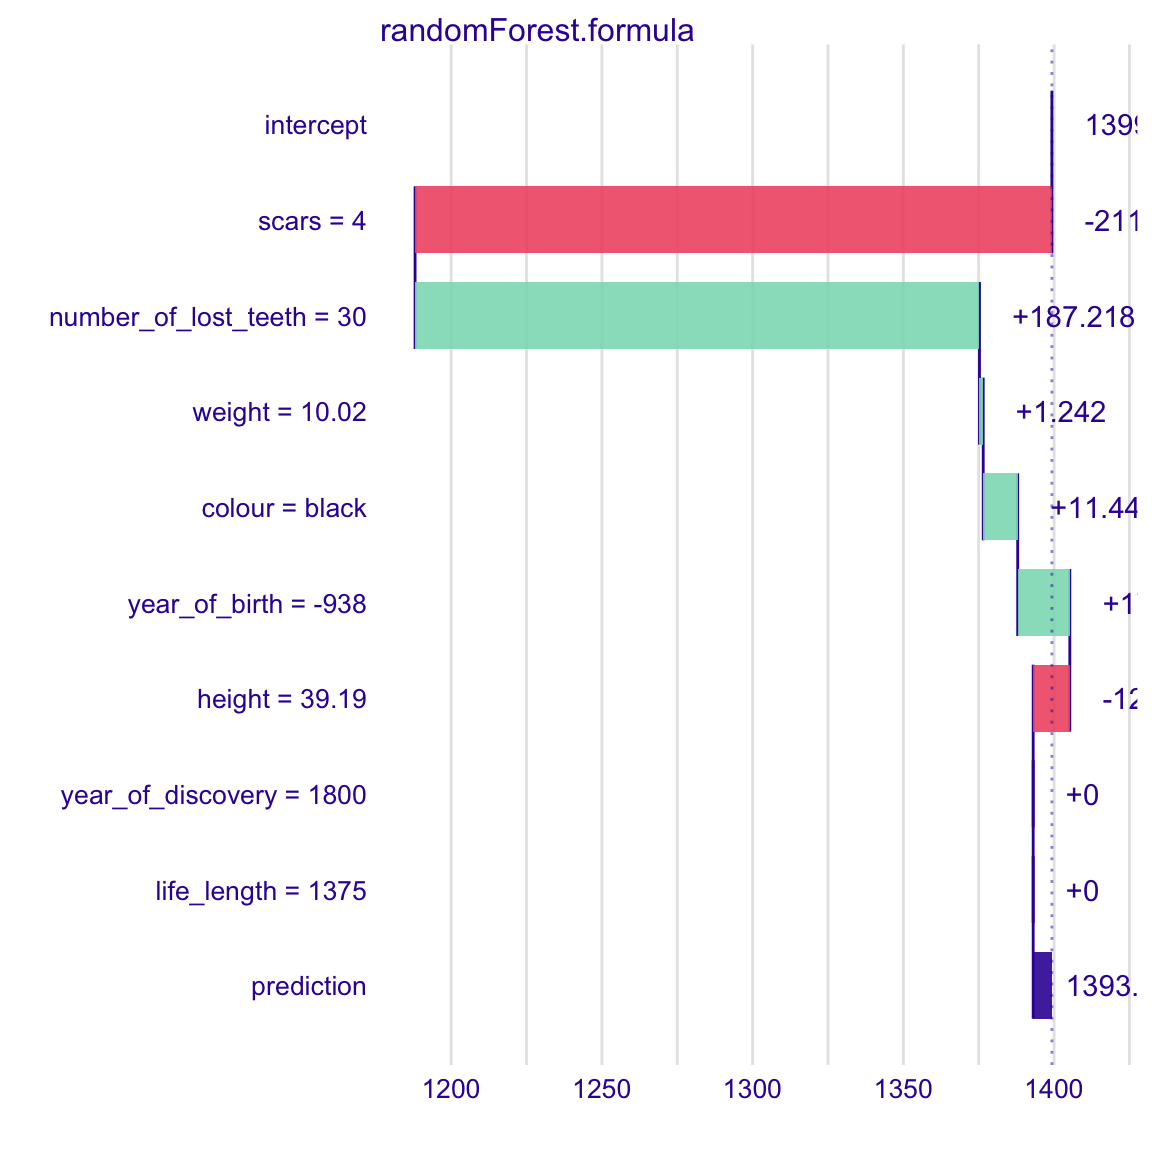 randomForest.formula
intercept 1399
scars = 4 -211
number_of_lost_teeth = 30 +187.218
weight = 10.02 +1.242
colour = black +11.44
year_of_birth = -938 +1
height = 39.19 -12
year_of_discovery = 1800 +0
life_length = 1375 +0
prediction 1393.
1200 1250 1300 1350 1400